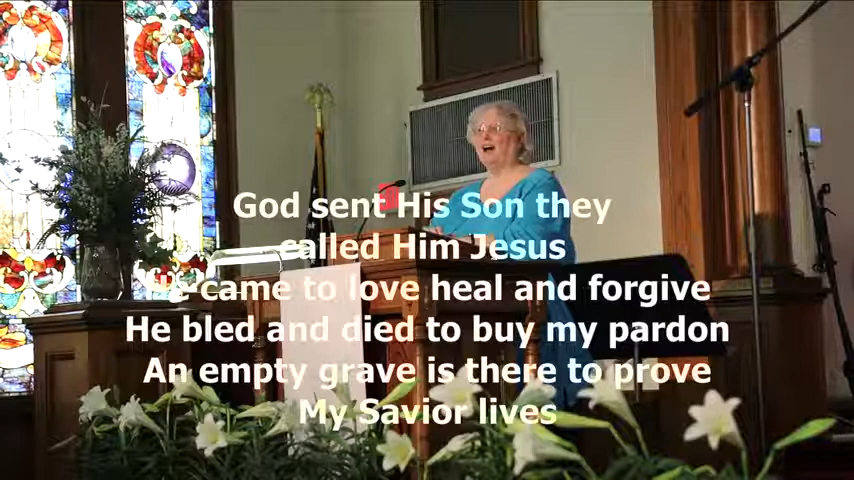 God sent His Son they
called Him Jesus
He came to love heal and forgive
He bled and died to buy my pardon
An empty grave is there to prove
My Savior lives